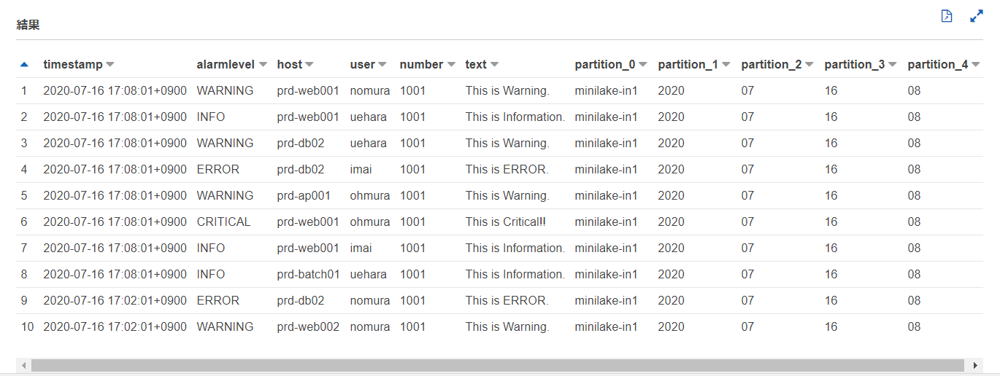 結果
timestamp alarmlevel host user number text partition_0 partition_1 partition_2 partition_3 partition_4
1 2020-07-16 17:08:01+0900 WARNING prd-web001 nomura 1001 This is Warning. minilake-in1 2020 07 16 08
2 2020-07-16 17:08:01+0900 INFO prd-web001 uehara 1001 This is Information. minilake-in1 2020 07 16 08
3 2020-07-16 17:08:01+0900 WARNING prd-db02 uehara 1001 This is Warning. minilake-in1 2020 07 16 08
4 2020-07-16 17:08:01+0900 ERROR prd-db02 imai 1001 This is ERROR. minilake-in1 2020 07 16 08
5 2020-07-16 17:08:01+0900 WARNING prd-ap001 ohmura 1001 This is Warning. minilake-in1 2020 07 16 08
6 2020-07-16 17:08:01+0900 CRITICAL prd-web001 ohmura 1001 This is Critical!! minilake-in1 2020 07 16 08
7 2020-07-16 17:08:01+0900 INFO prd-web001 imai 1001 This is Information. minilake-in1 2020 07 16 08
8 2020-07-16 17:08:01+0900 INFO prd-batch01 uehara 1001 This is Information. minilake-in1 2020 07 16 08
9 2020-07-16 17:02:01+0900 ERROR prd-db02 nomura 1001 This is ERROR. minilake-in1 2020 07 16 08
10 2020-07-16 17:02:01+0900 WARNING prd-web002 nomura 1001 This is Warning. minilake-in1 2020 07 16 08